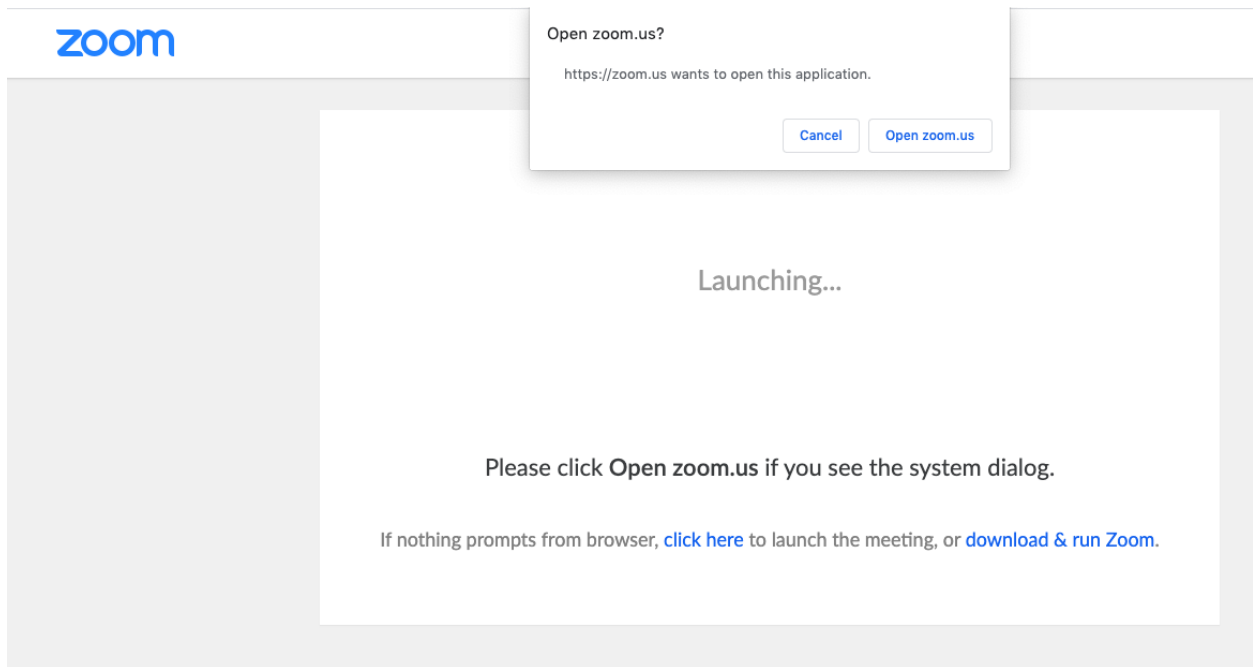 zoom
Open zoom.us?
https://zoom.us wants to open this application.
Cancel
Open zoom.us
Launching...
Please click Open zoom.us if you see the system dialog.
If nothing prompts from browser, click here to launch the meeting, or download & run Zoom.